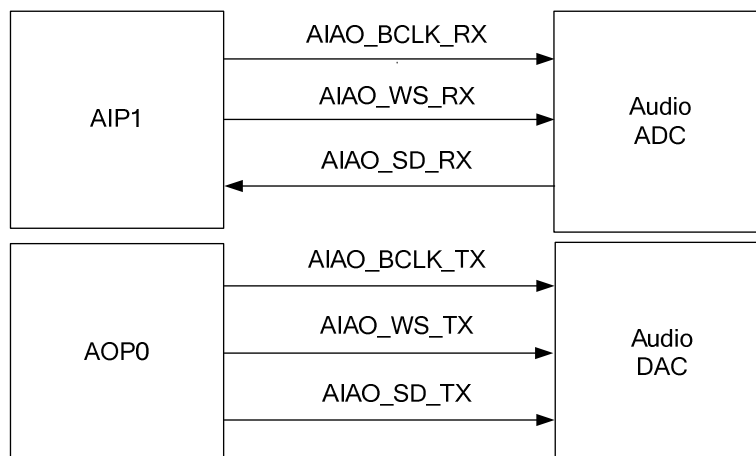 AIAO_BCLK_RX
AIP1
AIAO_WS_RX
Audio
ADC
AIAO_SD_RX
AIAO_BCLK_TX
AOP0
AIAO_WS_TX
Audio
DAC
AIAO_SD_TX